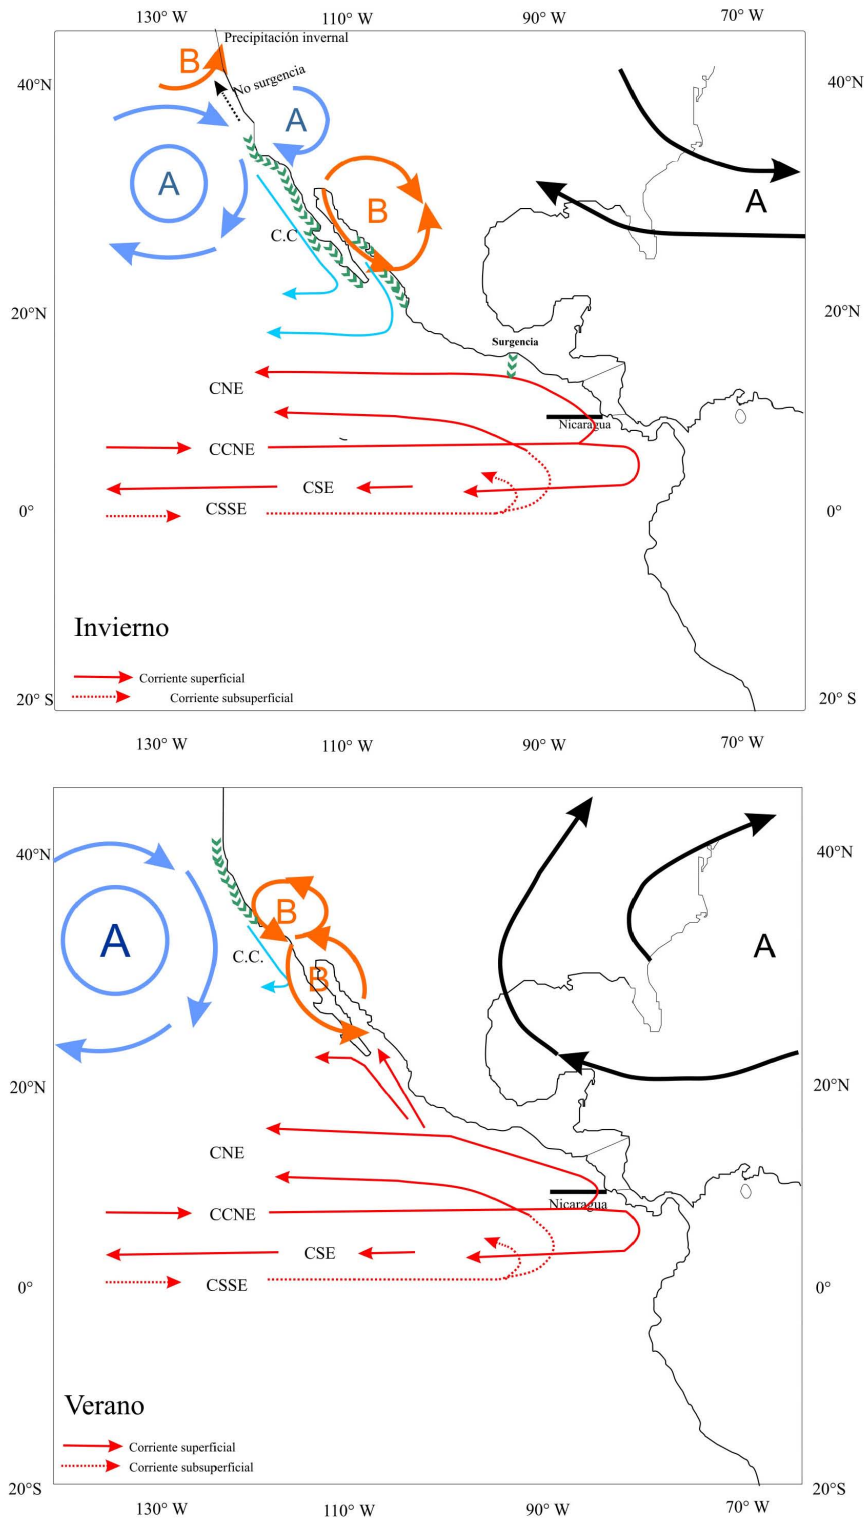 130° W 110° W 90° W 70° W
Precipitación invernal
B
40°N 40°N
No surgencia
A
A
B
A
C.C
20°N 20°N
Surgencia
CNE
Nicaragua
CCNE
CSE
CSSE
0° 0°
Invierno
Corriente superficial
Corriente subsuperficial
20° S 20° S
130° W 110° W 90° W 70° W
40°N 40°N
B
A
A
C.C.
B
20°N 20°N
CNE
Nicaragua
CCNE
CSE
CSSE
0° 0°
Verano
Corriente superficial
Corriente subsuperficial
20°S 20°S
130° W 110° W 90° W 70° W